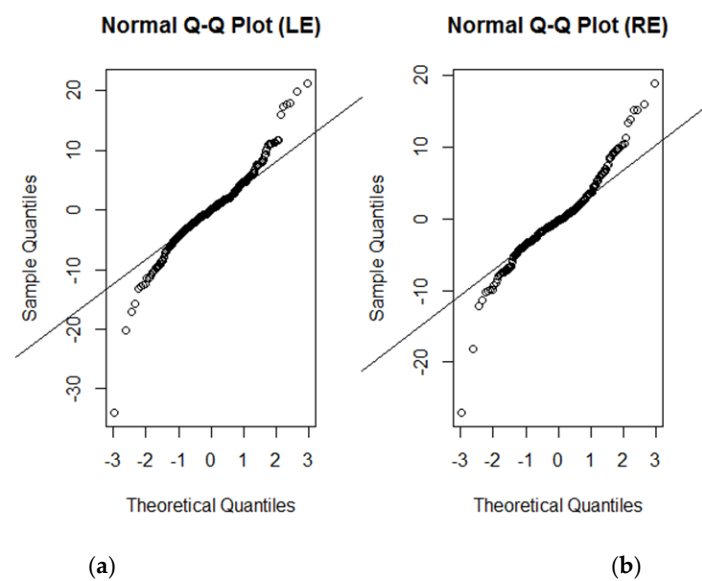 Normal Q-Q Plot (LE)
Sample Quantiles
20
10
0
-10
-20
-30
-3 -2 -1 0 1 2 3
Theoretical Quantiles
(a)
Normal Q-Q Plot (RE)
Sample Quantiles
20
10
0
-10
-20
-3 -2 -1 0 1 2 3
Theoretical Quantiles
(b)